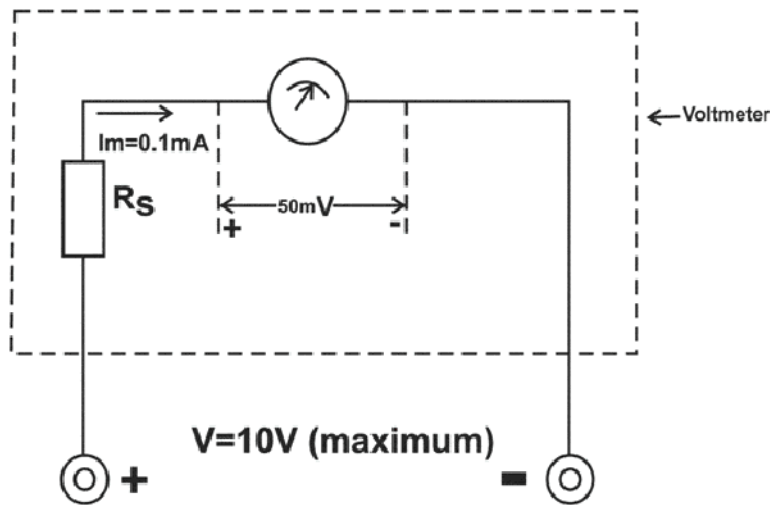 Voltmeter
Im=0.1mA
RS
50mV
+ -
V=10V (maximum)
+ -